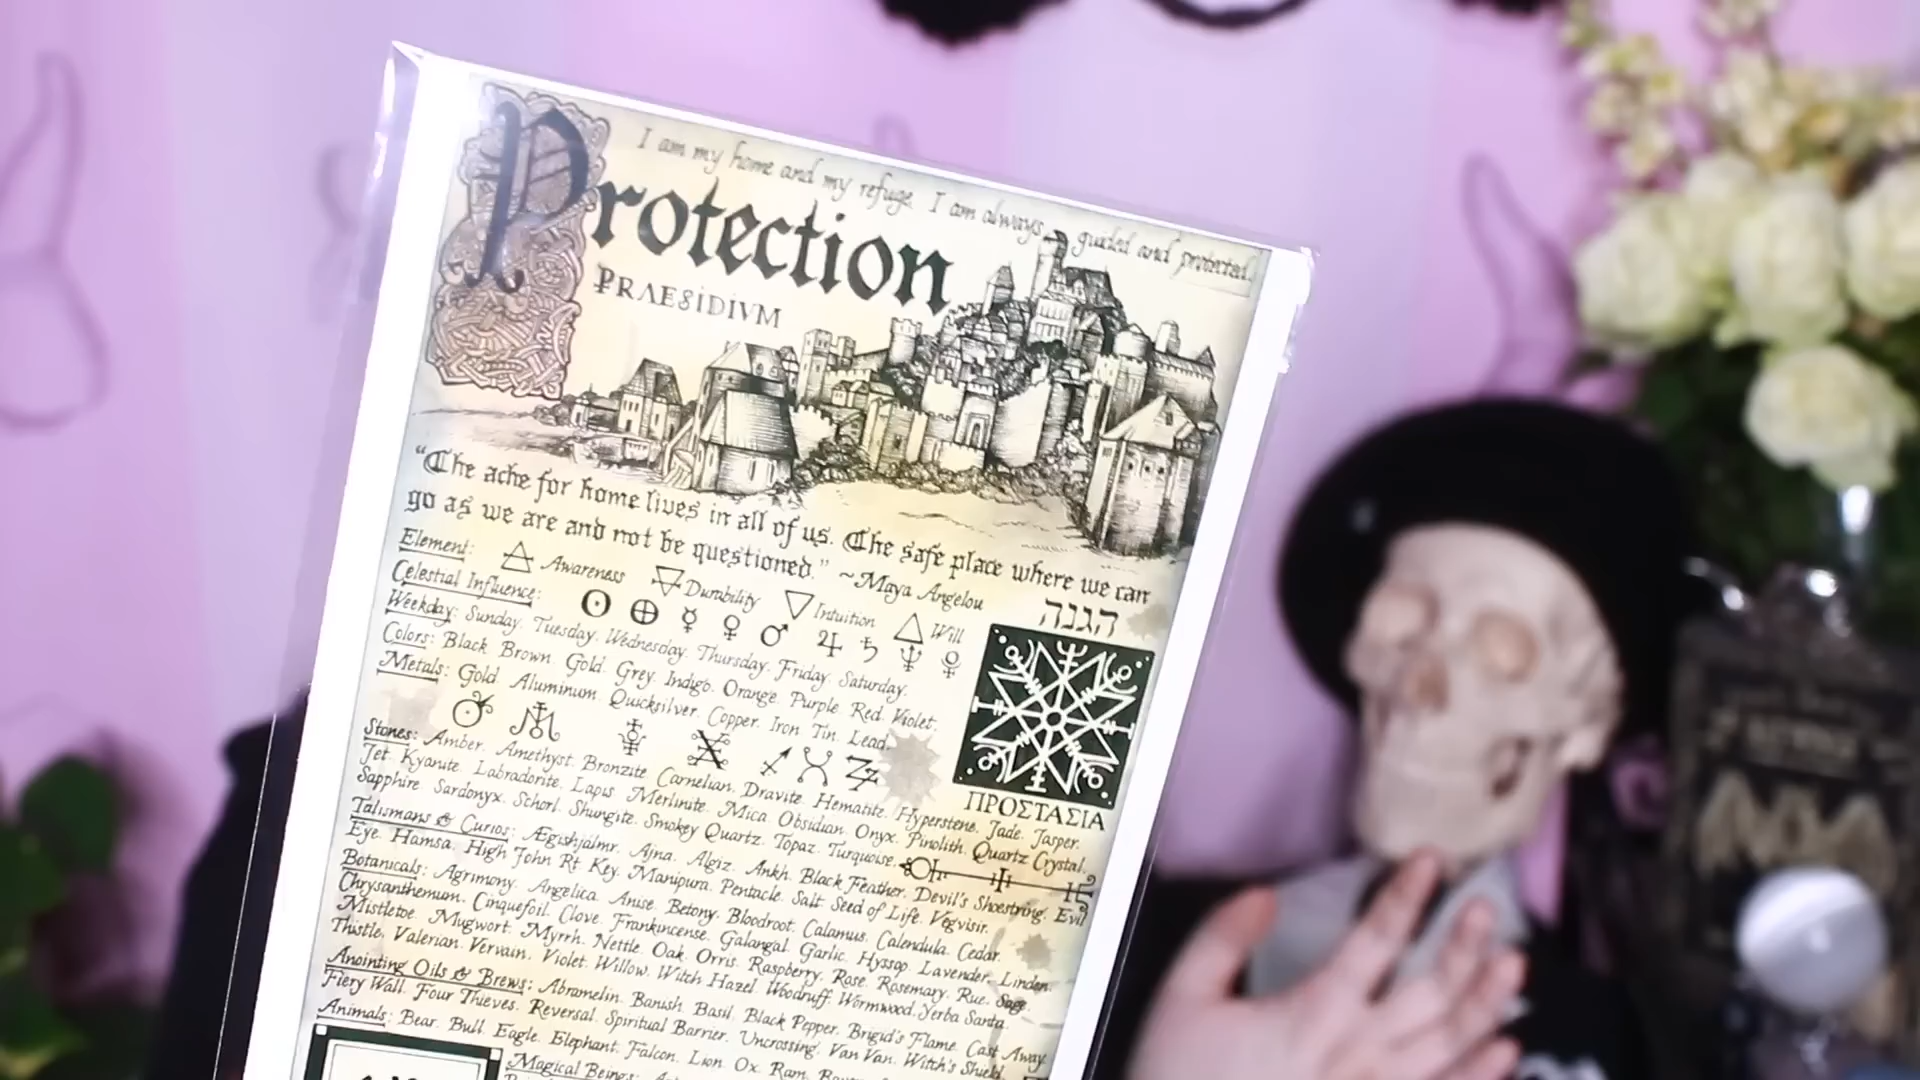 I am my home and my refuge. I am always guided and protected.
Protection
PRAESIDIVM
"The ache for home lives in all of us. The safe place where we can
go as we are and not be questioned." ~Maya Angelou
Element: Awareness Durability Intuition Will
Celestial Influence: ☉ ⊕ ☿ ♀ ♂ ♃ ♄ ♆
Weekday: Sunday. Tuesday. Wednesday. Thursday. Friday. Saturday.
Colors: Black. Brown. Gold. Grey. Indigo. Orange. Purple. Red. Violet.
Metals: Gold. Aluminum. Quicksilver. Copper. Iron. Tin. Lead.
הגנה
ΠΡΟΣΤΑΣΙΑ
Stones: Amber. Amethyst. Bronzite. Carnelian. Dravite. Hematite. Hyperstene. Jade. Jasper.
Jet. Kyanite. Labradorite. Lapis. Merlinite. Mica. Obsidian. Onyx. Pinolith. Quartz Crystal.
Sapphire. Sardonyx. Schorl. Shungite. Smokey Quartz. Topaz. Turquoise.
Talismans & Curios: Ægishjálmr. Ajna. Algiz. Ankh. Black Feather. Devil's Shoestring. Evil
Eye. Hamsa. High John Rt. Key. Manipura. Pentacle. Salt. Seed of Life. Vegvisir.
Botanicals: Agrimony. Angelica. Anise. Betony. Bloodroot. Calamus. Calendula. Cedar.
Chrysanthemum. Cinquefoil. Clove. Frankincense. Galangal. Garlic. Hyssop. Lavender. Linden.
Mistletoe. Mugwort. Myrrh. Nettle. Oak. Orris. Raspberry. Rose. Rosemary. Rue. Sage.
Thistle. Valerian. Vervain. Violet. Willow. Witch Hazel. Woodruff. Wormwood. Yerba Santa.
Anointing Oils & Brews: Abramelin. Banish. Basil. Black Pepper. Brigid's Flame. Cast Away.
Fiery Wall. Four Thieves. Reversal. Spiritual Barrier. Uncrossing. Van Van. Witch's Shield.
Animals: Bear. Bull. Eagle. Elephant. Falcon. Lion. Ox. Ram.
Magical Beings: